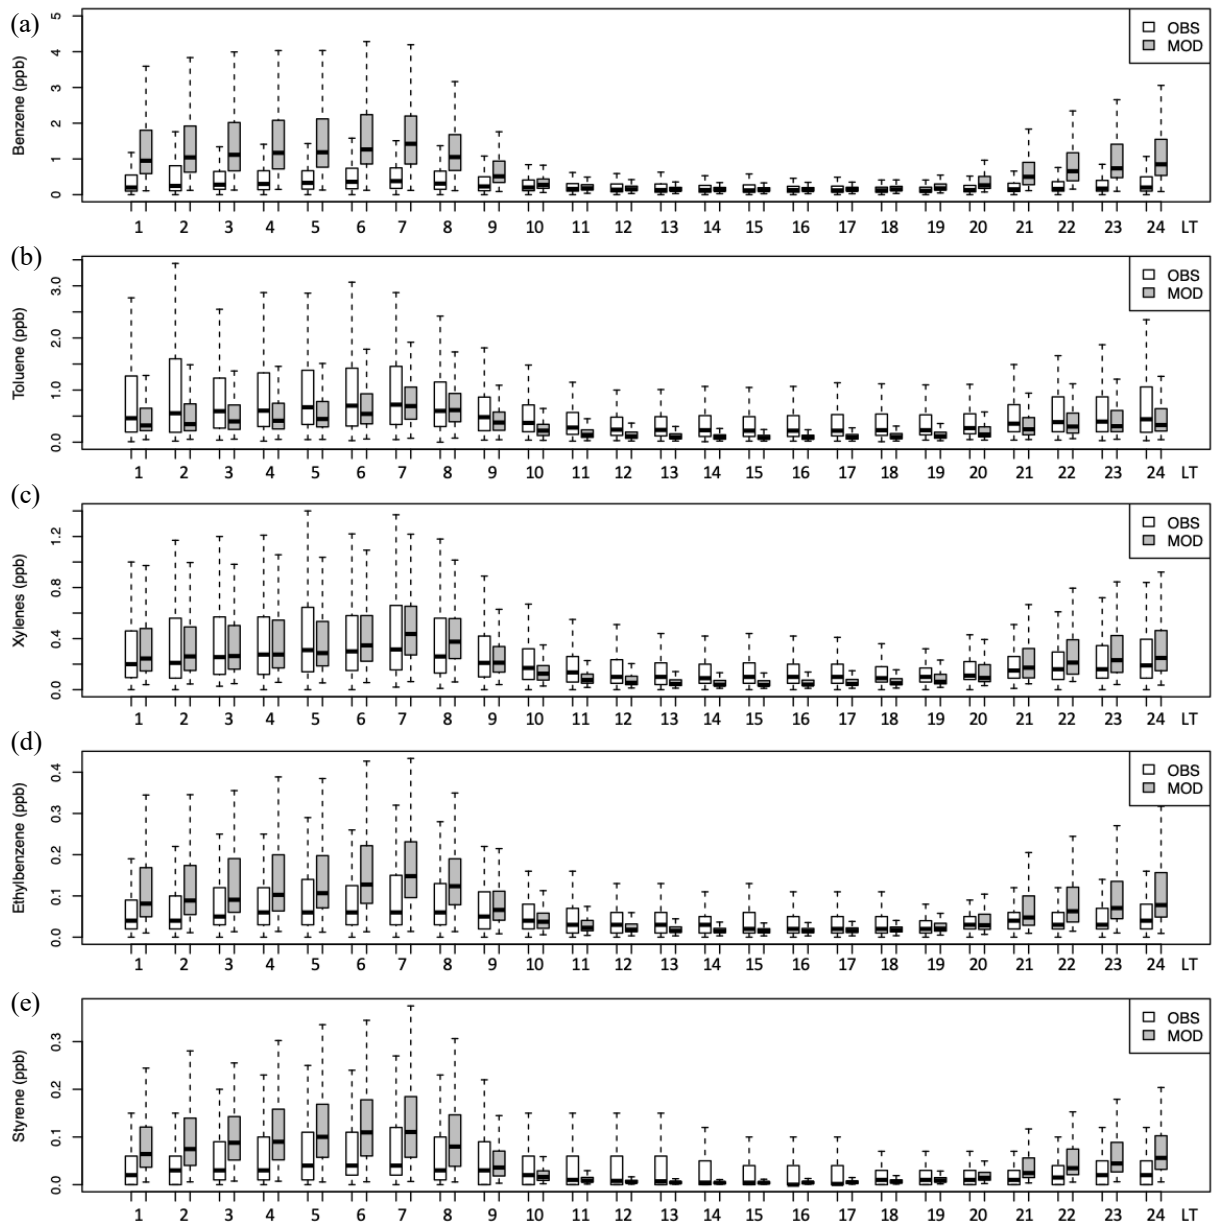 (a)
Benzene (ppb)
5
4
3
2
1
0
OBS
MOD
1 2 3 4 5 6 7 8 9 10 11 12 13 14 15 16 17 18 19 20 21 22 23 24 LT
(b)
Toluene (ppb)
3.0
2.0
1.0
0.0
OBS
MOD
1 2 3 4 5 6 7 8 9 10 11 12 13 14 15 16 17 18 19 20 21 22 23 24 LT
(c)
Xylenes (ppb)
1.2
0.8
0.4
0.0
OBS
MOD
1 2 3 4 5 6 7 8 9 10 11 12 13 14 15 16 17 18 19 20 21 22 23 24 LT
(d)
Ethylbenzene (ppb)
0.4
0.3
0.2
0.1
0.0
OBS
MOD
1 2 3 4 5 6 7 8 9 10 11 12 13 14 15 16 17 18 19 20 21 22 23 24 LT
(e)
Styrene (ppb)
0.3
0.2
0.1
0.0
OBS
MOD
1 2 3 4 5 6 7 8 9 10 11 12 13 14 15 16 17 18 19 20 21 22 23 24 LT